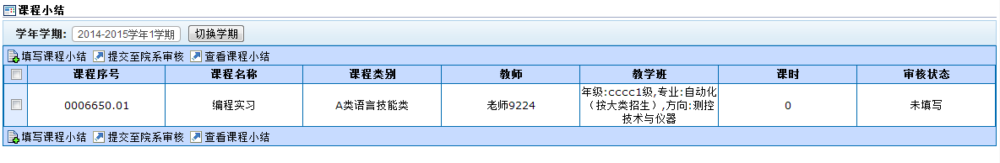 课程小结
学年学期: 2014-2015学年1学期 切换学期
填写课程小结 提交至院系审核 查看课程小结
课程序号 课程名称 课程类别 教师 教学班 课时 审核状态
0006650.01 编程实习 A类语言技能类 老师9224 年级:cccc1级,专业:自动化 0 未填写
（按大类招生）,方向:测控
技术与仪器
填写课程小结 提交至院系审核 查看课程小结